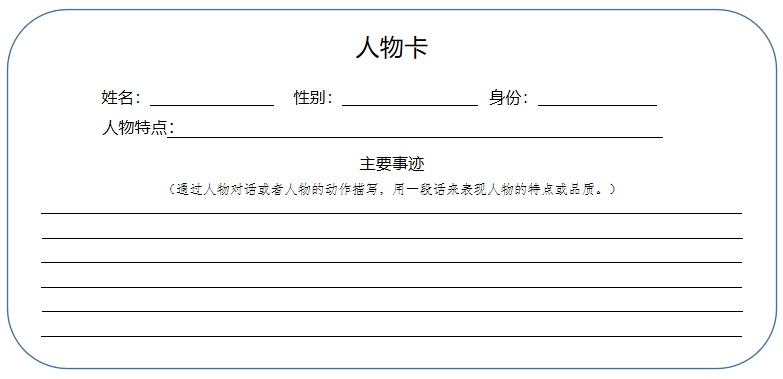 人物卡
姓名： 性别： 身份：
人物特点：
主要事迹
（通过人物对话或者人物的动作描写，用一段话来表现人物的特点或品质。）